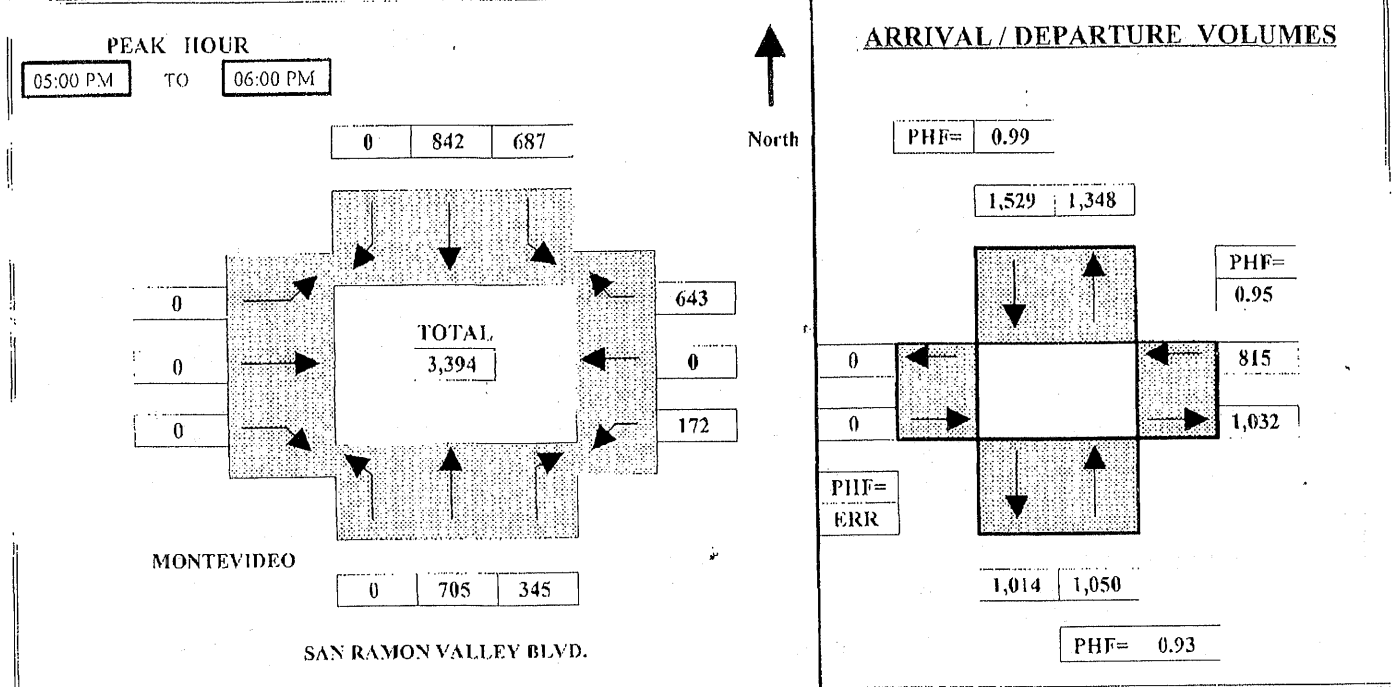 PEAK HOUR
05:00 PM TO 06:00 PM
0 842 687
North
0
0
0
TOTAL
3,394
643
0
172
MONTEVIDEO
0 705 345
SAN RAMON VALLEY BLVD.
ARRIVAL / DEPARTURE VOLUMES
PHF= 0.99
1,529 1,348
PHF=
0.95
0
0
815
1,032
PHF=
ERR
1,014 1,050
PHF= 0.93